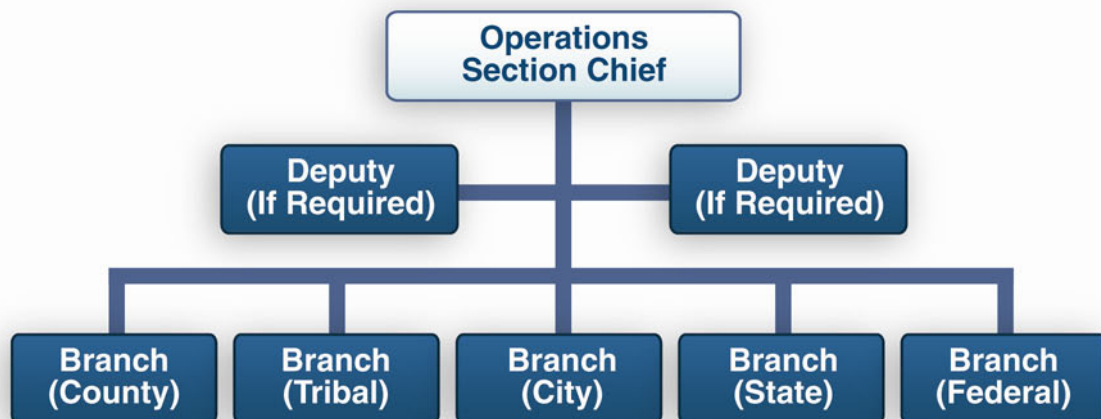 Operations
Section Chief
Deputy
(If Required)
Deputy
(If Required)
Branch
(County)
Branch
(Tribal)
Branch
(City)
Branch
(State)
Branch
(Federal)